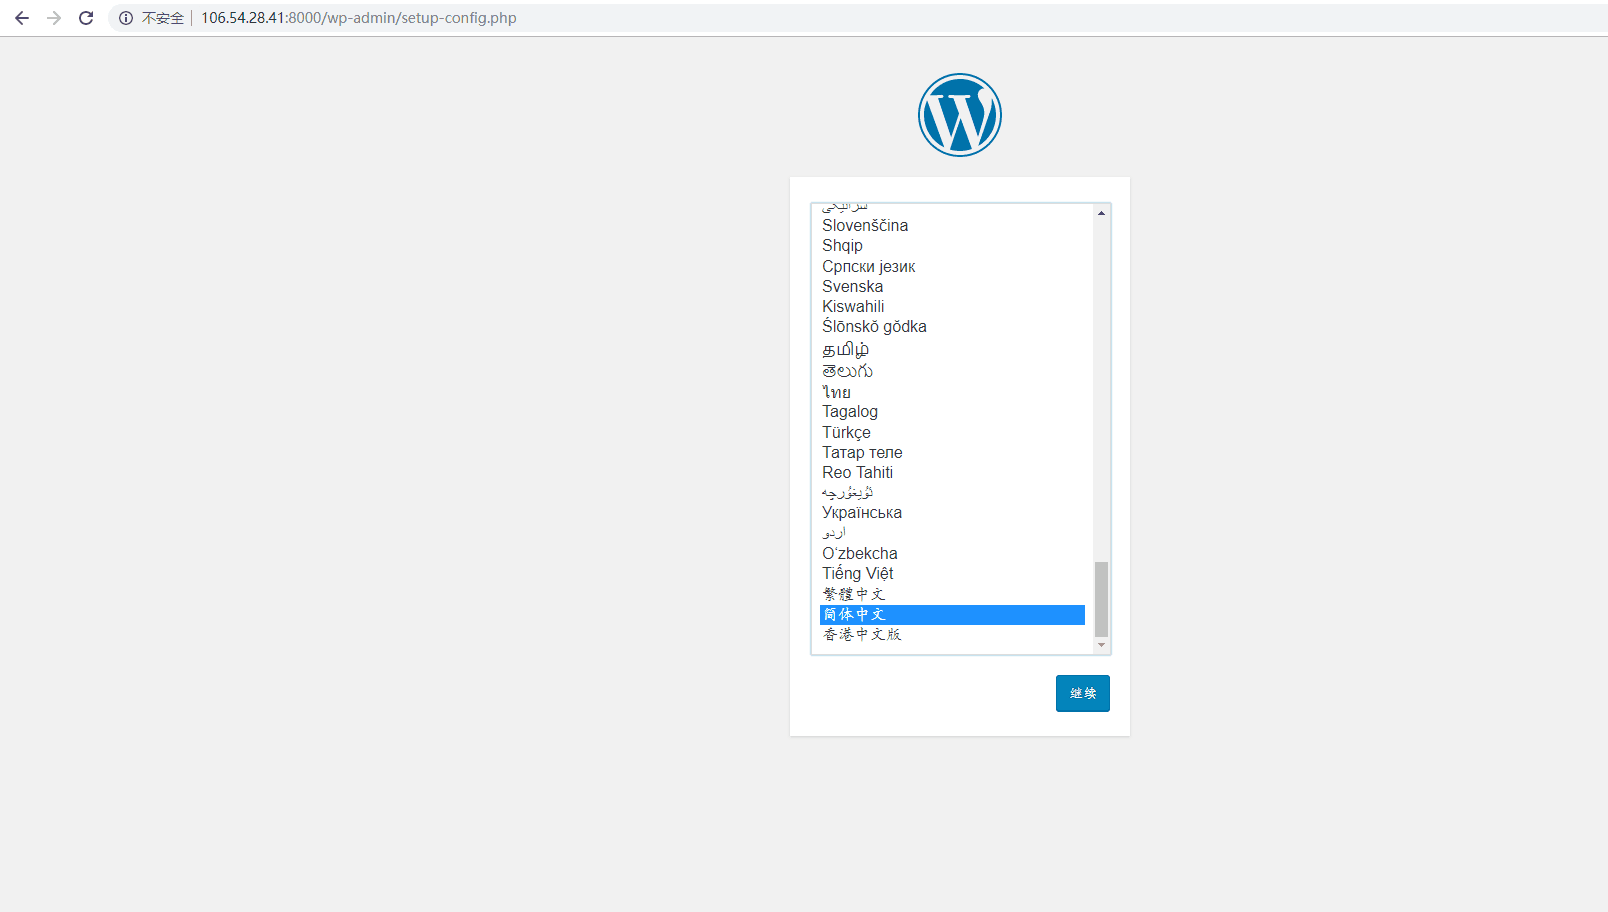 不安全 106.54.28.41:8000/wp-admin/setup-config.php
Slovenščina
Shqip
Српски језик
Svenska
Kiswahili
Ślōnskŏ gŏdka
தமிழ்
తెలుగు
ไทย
Tagalog
Türkçe
Татар теле
Reo Tahiti
ئۇيغۇرچە
Українська
اردو
O‘zbekcha
Tiếng Việt
繁體中文
简体中文
香港中文版
继续